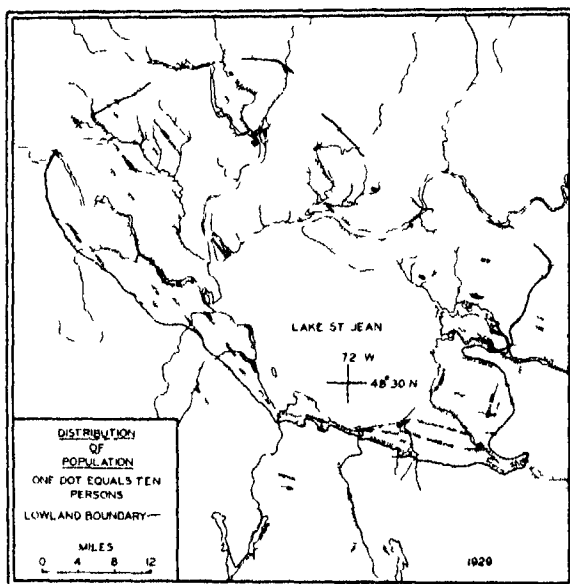 LAKE ST JEAN
72 W
48° 30 N
DISTRIBUTION
OF
POPULATION
ONE DOT EQUALS TEN
PERSONS
LOWLAND BOUNDARY—
MILES
0 4 8 12
1929